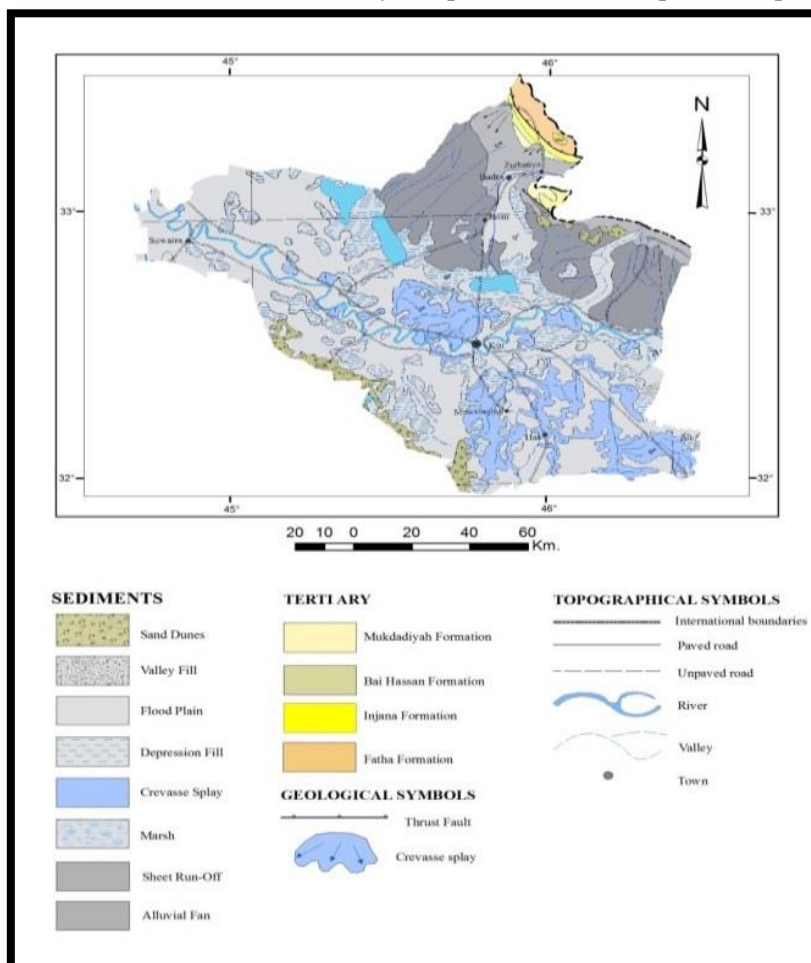 45°
46°
N
Badra
33°
33°
Suwaira
Kut
32°
32°
45°
46°
20 10 0 20 40 60
Km.
SEDIMENTS
Sand Dunes
Valley Fill
Flood Plain
Depression Fill
Crevasse Splay
Marsh
Sheet Run-Off
Alluvial Fan
TERTI ARY
Mukdadiyah Formation
Bai Hassan Formation
Injana Formation
Fatha Formation
GEOLOGICAL SYMBOLS
Thrust Fault
Crevasse splay
TOPOGRAPHICAL SYMBOLS
International boundaries
Paved road
Unpaved road
River
Valley
Town